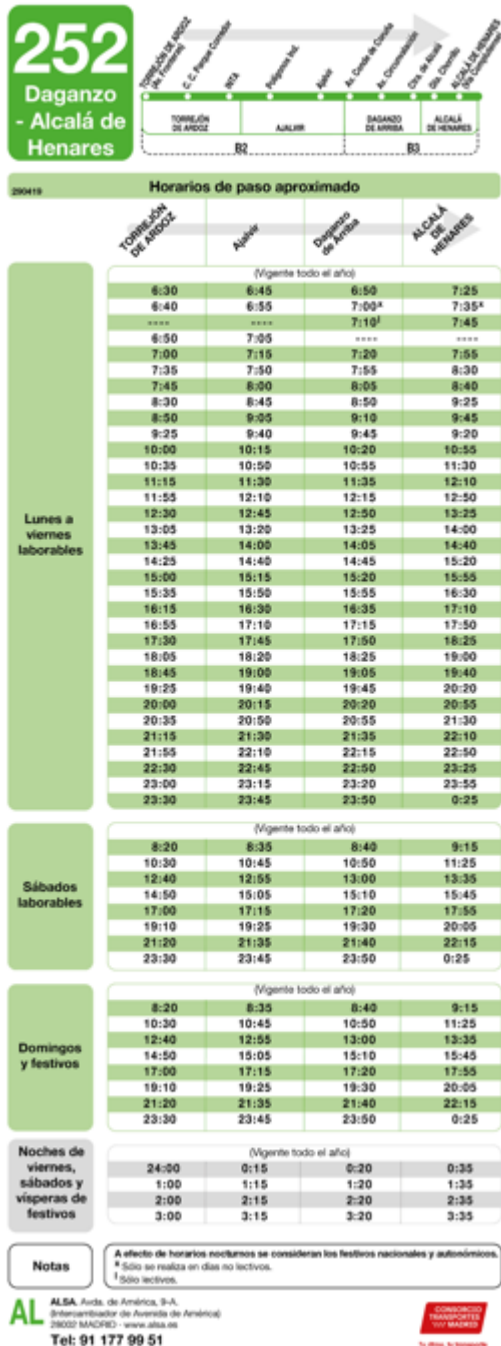 252
Daganzo
- Alcalá de
Henares
TORREJÓN DE ARDOZ
(Av. Fronteras)
C. C. Parque Corredor
INTA
Polígonos Ind.
Ajalvir
Av. Conde de Coruña
Av. Circunvalación
Ctra. de Alcalá
Gta. Chorrillo
ALCALÁ DE HENARES
(Vía Complutense)
TORREJÓN
DE ARDOZ
AJALVIR
DAGANZO
DE ARRIBA
ALCALÁ
DE HENARES
B2
B3
290419
Horarios de paso aproximado
TORREJÓN
DE ARDOZ
Ajalvir
Daganzo
de Arriba
ALCALÁ
DE
HENARES
Lunes a
viernes
laborables
(Vigente todo el año)
6:30 6:45 6:50 7:25
6:40 6:55 7:00x 7:35x
---- ---- 7:10l 7:45
6:50 7:05 ---- ----
7:00 7:15 7:20 7:55
7:35 7:50 7:55 8:30
7:45 8:00 8:05 8:40
8:30 8:45 8:50 9:25
8:50 9:05 9:10 9:45
9:25 9:40 9:45 9:20
10:00 10:15 10:20 10:55
10:35 10:50 10:55 11:30
11:15 11:30 11:35 12:10
11:55 12:10 12:15 12:50
12:30 12:45 12:50 13:25
13:05 13:20 13:25 14:00
13:45 14:00 14:05 14:40
14:25 14:40 14:45 15:20
15:00 15:15 15:20 15:55
15:35 15:50 15:55 16:30
16:15 16:30 16:35 17:10
16:55 17:10 17:15 17:50
17:30 17:45 17:50 18:25
18:05 18:20 18:25 19:00
18:45 19:00 19:05 19:40
19:25 19:40 19:45 20:20
20:00 20:15 20:20 20:55
20:35 20:50 20:55 21:30
21:15 21:30 21:35 22:10
21:55 22:10 22:15 22:50
22:30 22:45 22:50 23:25
23:00 23:15 23:20 23:55
23:30 23:45 23:50 0:25
Sábados
laborables
(Vigente todo el año)
8:20 8:35 8:40 9:15
10:30 10:45 10:50 11:25
12:40 12:55 13:00 13:35
14:50 15:05 15:10 15:45
17:00 17:15 17:20 17:55
19:10 19:25 19:30 20:05
21:20 21:35 21:40 22:15
23:30 23:45 23:50 0:25
Domingos
y festivos
(Vigente todo el año)
8:20 8:35 8:40 9:15
10:30 10:45 10:50 11:25
12:40 12:55 13:00 13:35
14:50 15:05 15:10 15:45
17:00 17:15 17:20 17:55
19:10 19:25 19:30 20:05
21:20 21:35 21:40 22:15
23:30 23:45 23:50 0:25
Noches de
viernes,
sábados y
vísperas de
festivos
(Vigente todo el año)
24:00 0:15 0:20 0:35
1:00 1:15 1:20 1:35
2:00 2:15 2:20 2:35
3:00 3:15 3:20 3:35
Notas
A efecto de horarios nocturnos se consideran los festivos nacionales y autonómicos.
x Sólo se realiza en días no lectivos.
l Sólo lectivos.
AL
ALSA. Avda. de América, 9-A.
(Intercambiador de Avenida de América)
28002 MADRID - www.alsa.es
Tel: 91 177 99 51
CONSORCIO
TRANSPORTES
MADRID